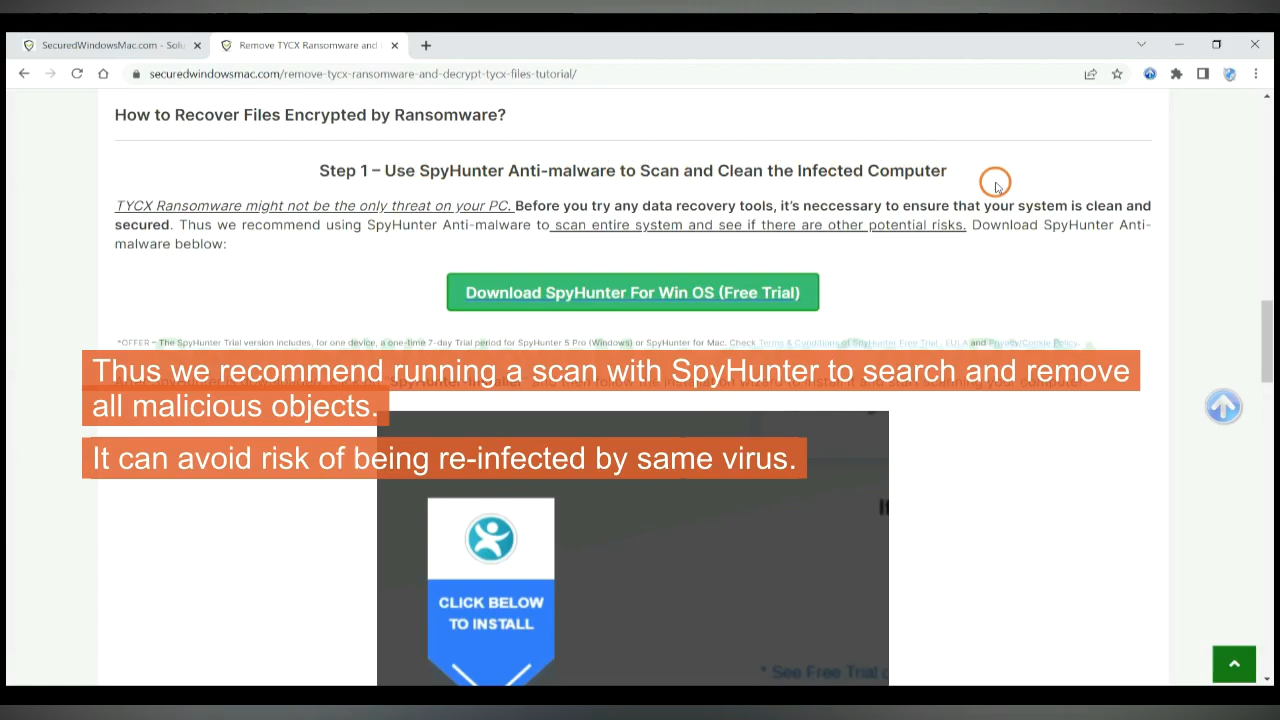 SecuredWindowsMac.com - Solu
Remove TYCX Ransomware and
securedwindowsmac.com/remove-tycx-ransomware-and-decrypt-tycx-files-tutorial/
How to Recover Files Encrypted by Ransomware?
Step 1 – Use SpyHunter Anti-malware to Scan and Clean the Infected Computer
TYCX Ransomware might not be the only threat on your PC. Before you try any data recovery tools, it's neccessary to ensure that your system is clean and
secured. Thus we recommend using SpyHunter Anti-malware to scan entire system and see if there are other potential risks. Download SpyHunter Anti-
malware beblow:
Download SpyHunter For Win OS (Free Trial)
*OFFER – The SpyHunter Trial version includes, for one device, a one-time 7-day Trial period for SpyHunter 5 Pro (Windows) or SpyHunter for Mac. Check Terms & Conditions of SpyHunter Free Trial, EULA and Privacy/Cookie Policy.
Thus we recommend running a scan with SpyHunter to search and remove
all malicious objects.
It can avoid risk of being re-infected by same virus.
CLICK BELOW
TO INSTALL
* See Free Trial